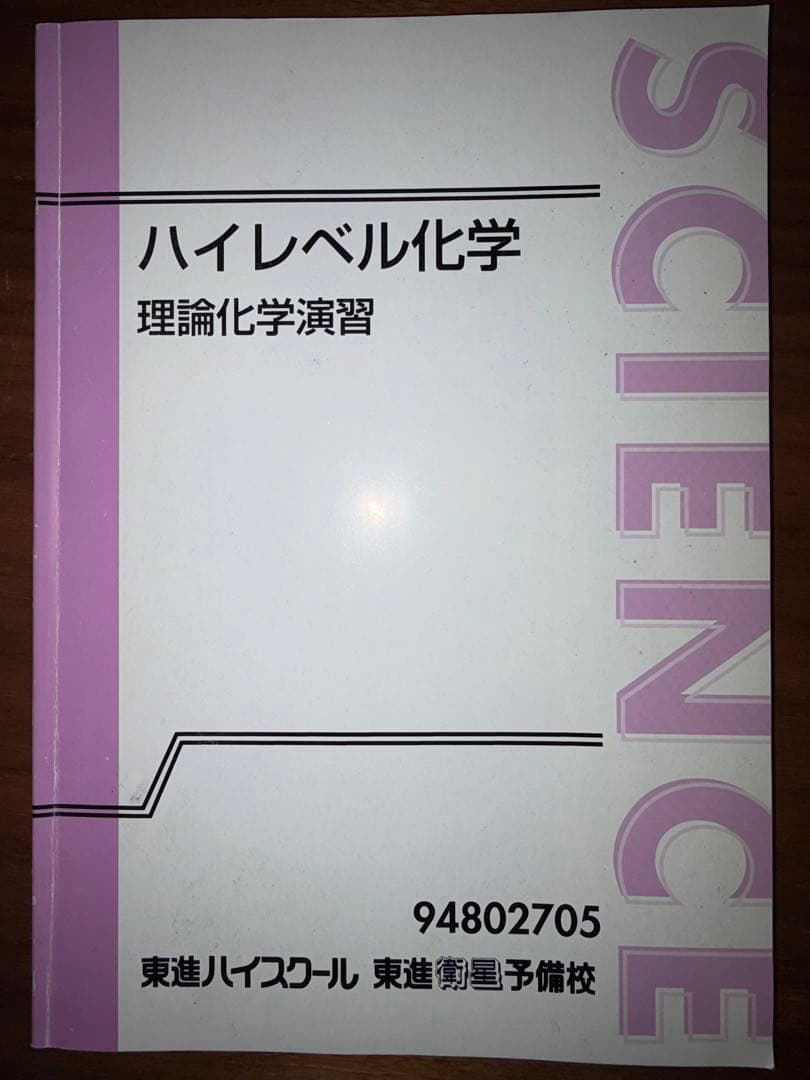 ハイレベル化学
理論化学演習
SCIENCE
94802705
東進ハイスクール 東進衛星予備校